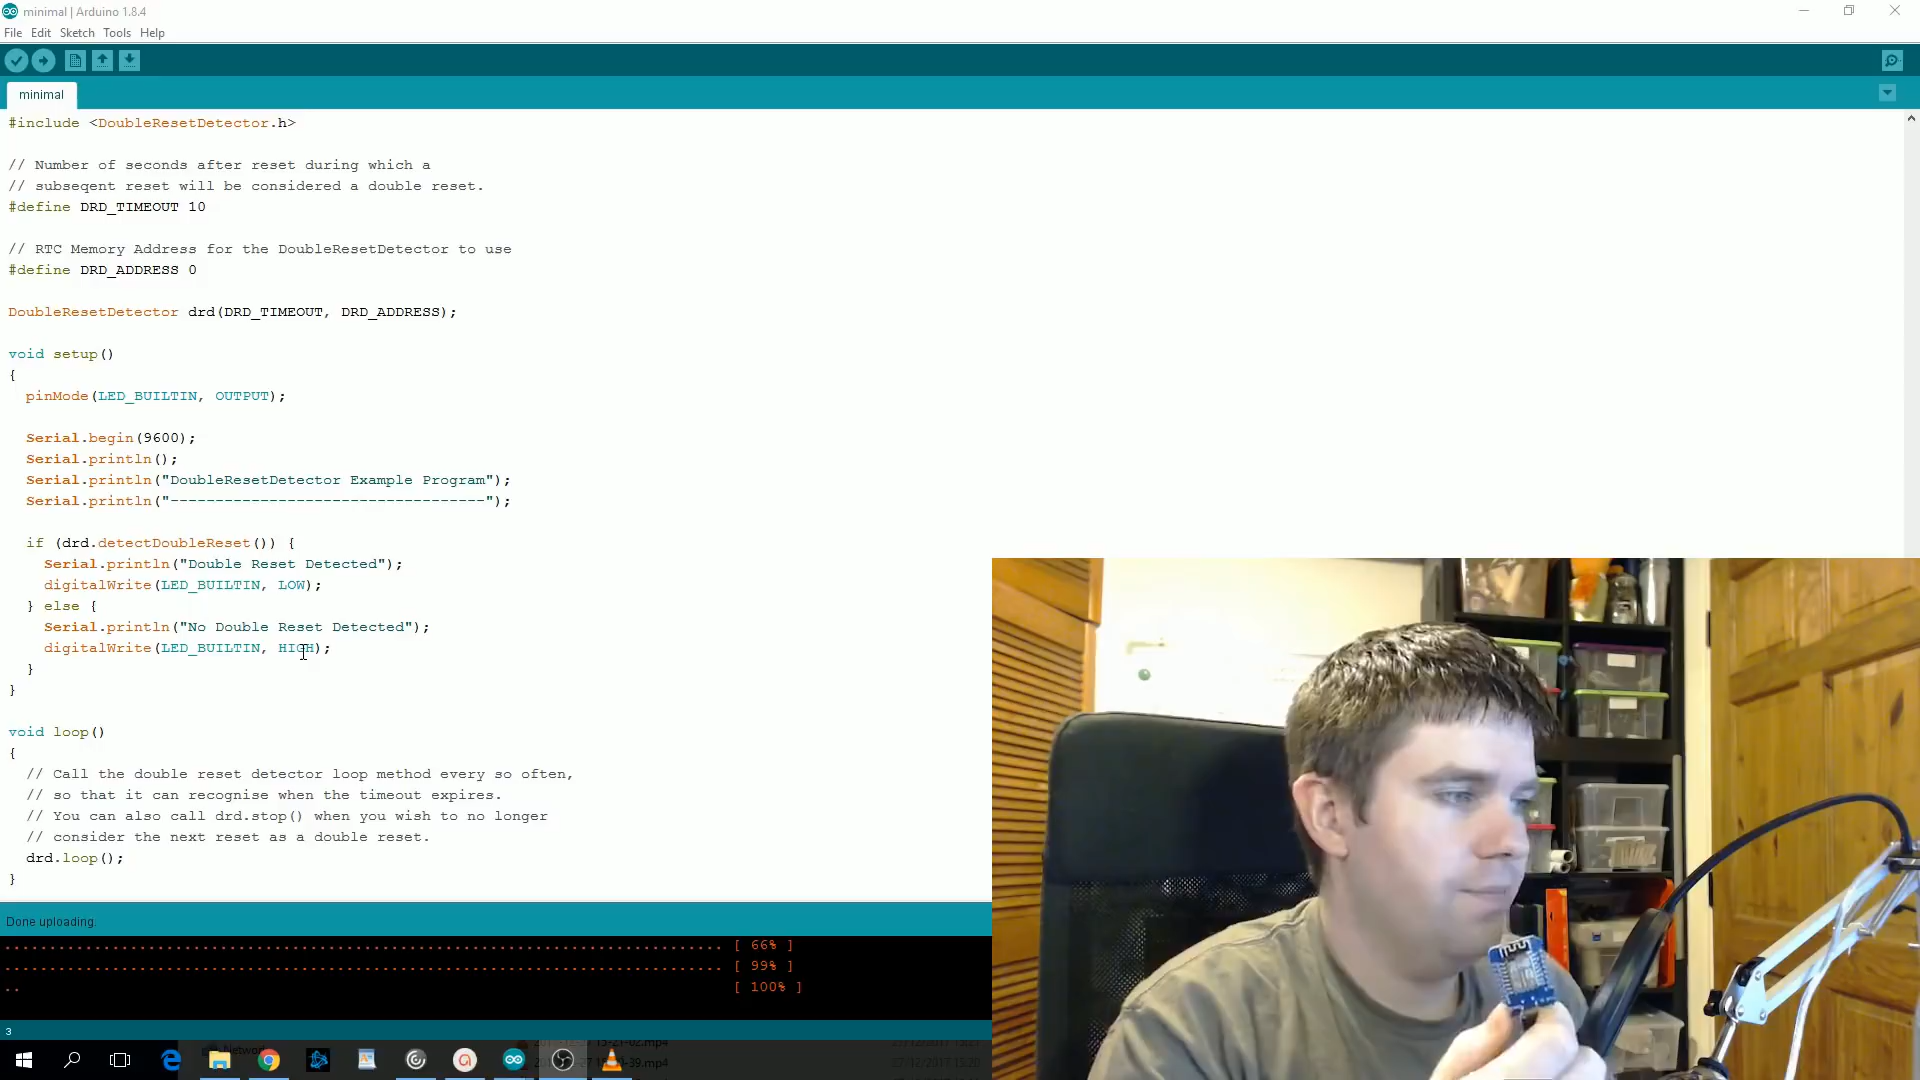 minimal | Arduino 1.8.4
File Edit Sketch Tools Help
minimal
#include <DoubleResetDetector.h>
// Number of seconds after reset during which a
// subseqent reset will be considered a double reset.
#define DRD_TIMEOUT 10
// RTC Memory Address for the DoubleResetDetector to use
#define DRD_ADDRESS 0
DoubleResetDetector drd(DRD_TIMEOUT, DRD_ADDRESS);
void setup()
{
pinMode(LED_BUILTIN, OUTPUT);
Serial.begin(9600);
Serial.println();
Serial.println("DoubleResetDetector Example Program");
Serial.println("-----------------------------------");
if (drd.detectDoubleReset()) {
Serial.println("Double Reset Detected");
digitalWrite(LED_BUILTIN, LOW);
} else {
Serial.println("No Double Reset Detected");
digitalWrite(LED_BUILTIN, HIGH);
}
}
void loop()
{
// Call the double reset detector loop method every so often,
// so that it can recognise when the timeout expires.
// You can also call drd.stop() when you wish to no longer
// consider the next reset as a double reset.
drd.loop();
}
Done uploading.
................................................................................ [ 66% ]
................................................................................ [ 99% ]
.. [ 100% ]
3
Network